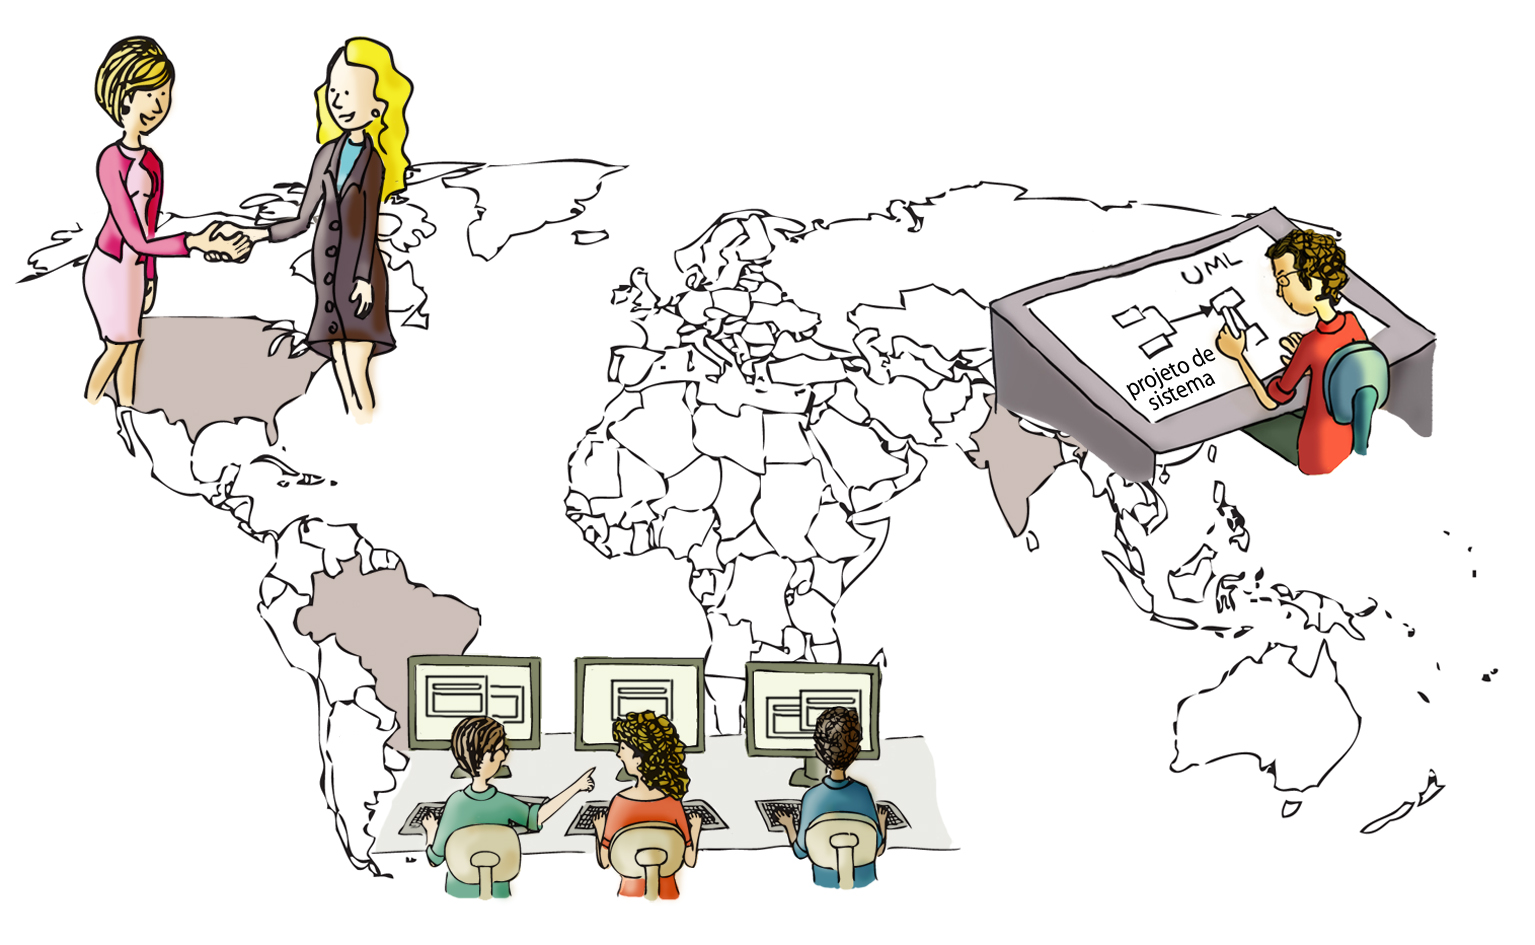 UML
projeto de
sistema